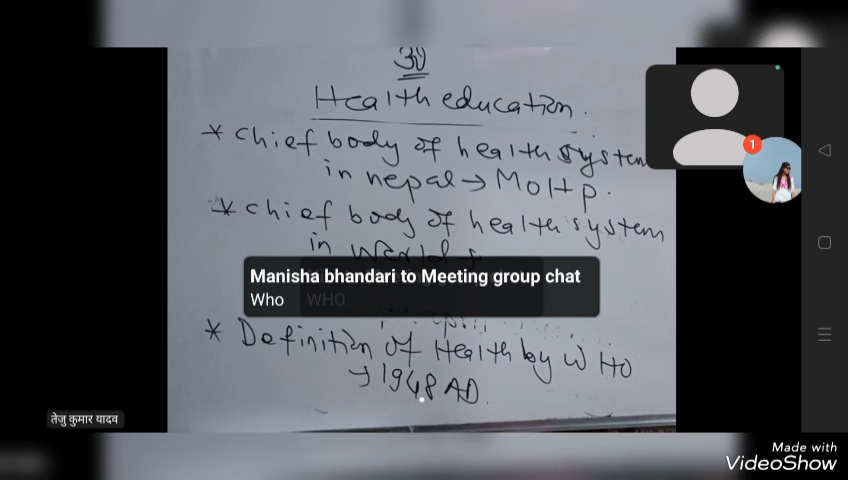 ॐ
Health education.
* chief body of health system
in nepal → MoHp.
* chief body of health system
in world →
Manisha bhandari to Meeting group chat
Who WHO
* Definition of Health by WHO
→ 1948 AD.
1
तेजु कुमार यादव
Made with
VideoShow